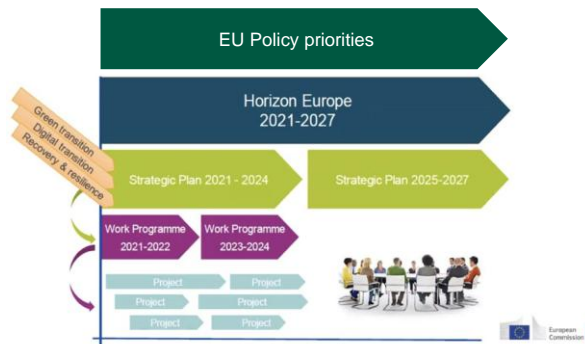 EU Policy priorities
Horizon Europe
2021-2027
Green transition
Digital transition
Recovery & resilience
Strategic Plan 2021 - 2024
Strategic Plan 2025-2027
Work Programme
2021-2022
Work Programme
2023-2024
Project
Project
Project
Project
Project
Project
European
Commission